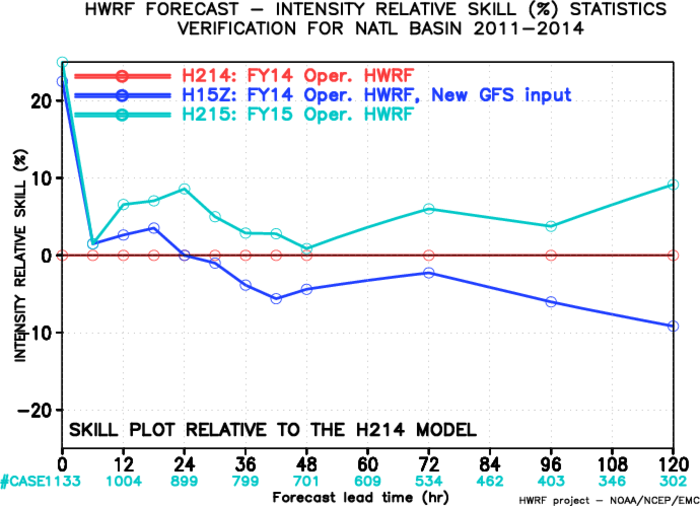 HWRF FORECAST – INTENSITY RELATIVE SKILL (%) STATISTICS
VERIFICATION FOR NATL BASIN 2011–2014
H214: FY14 Oper. HWRF
H15Z: FY14 Oper. HWRF, New GFS input
H215: FY15 Oper. HWRF
INTENSITY RELATIVE SKILL (%)
20
10
0
–10
–20
SKILL PLOT RELATIVE TO THE H214 MODEL
0 12 24 36 48 60 72 84 96 108 120
#CASE1133 1004 899 799 701 609 534 462 403 346 302
Forecast lead time (hr)
HWRF project – NOAA/NCEP/EMC